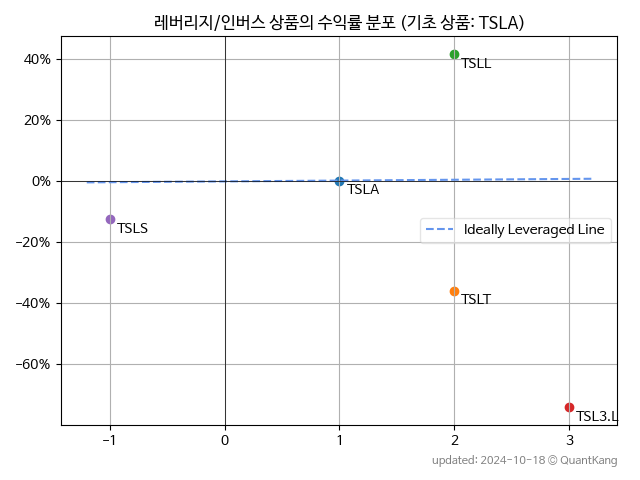 레버리지/인버스 상품의 수익률 분포 (기초 상품: TSLA)
40%
TSLL
20%
0%
TSLA
TSLS
Ideally Leveraged Line
−20%
TSLT
−40%
−60%
TSL3.L
−1 0 1 2 3
updated: 2024-10-18 © QuantKang